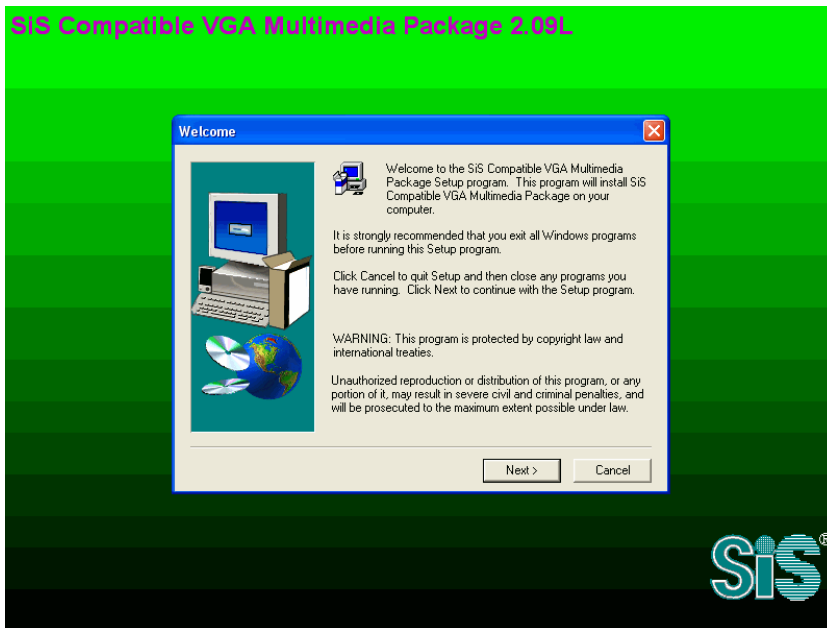 SiS Compatible VGA Multimedia Package 2.09L
Welcome
Welcome to the SiS Compatible VGA Multimedia
Package Setup program. This program will install SiS
Compatible VGA Multimedia Package on your
computer.
It is strongly recommended that you exit all Windows programs
before running this Setup program.
Click Cancel to quit Setup and then close any programs you
have running. Click Next to continue with the Setup program.
WARNING: This program is protected by copyright law and
international treaties.
Unauthorized reproduction or distribution of this program, or any
portion of it, may result in severe civil and criminal penalties, and
will be prosecuted to the maximum extent possible under law.
Next >
Cancel
SiS®